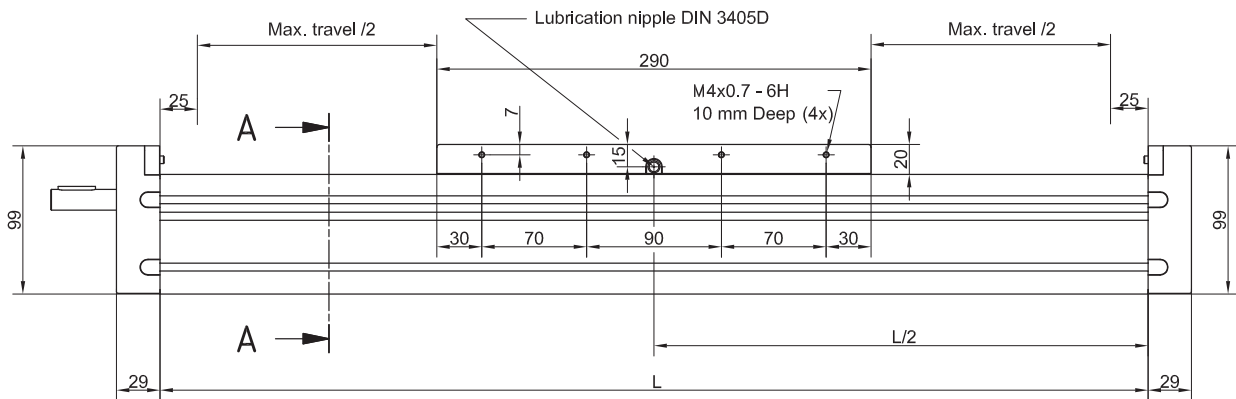 Lubrication nipple DIN 3405D
Max. travel /2
Max. travel /2
290
M4x0.7 - 6H
10 mm Deep (4x)
25
25
7
A
15
20
99
99
30
70
90
70
30
A
L/2
29
L
29